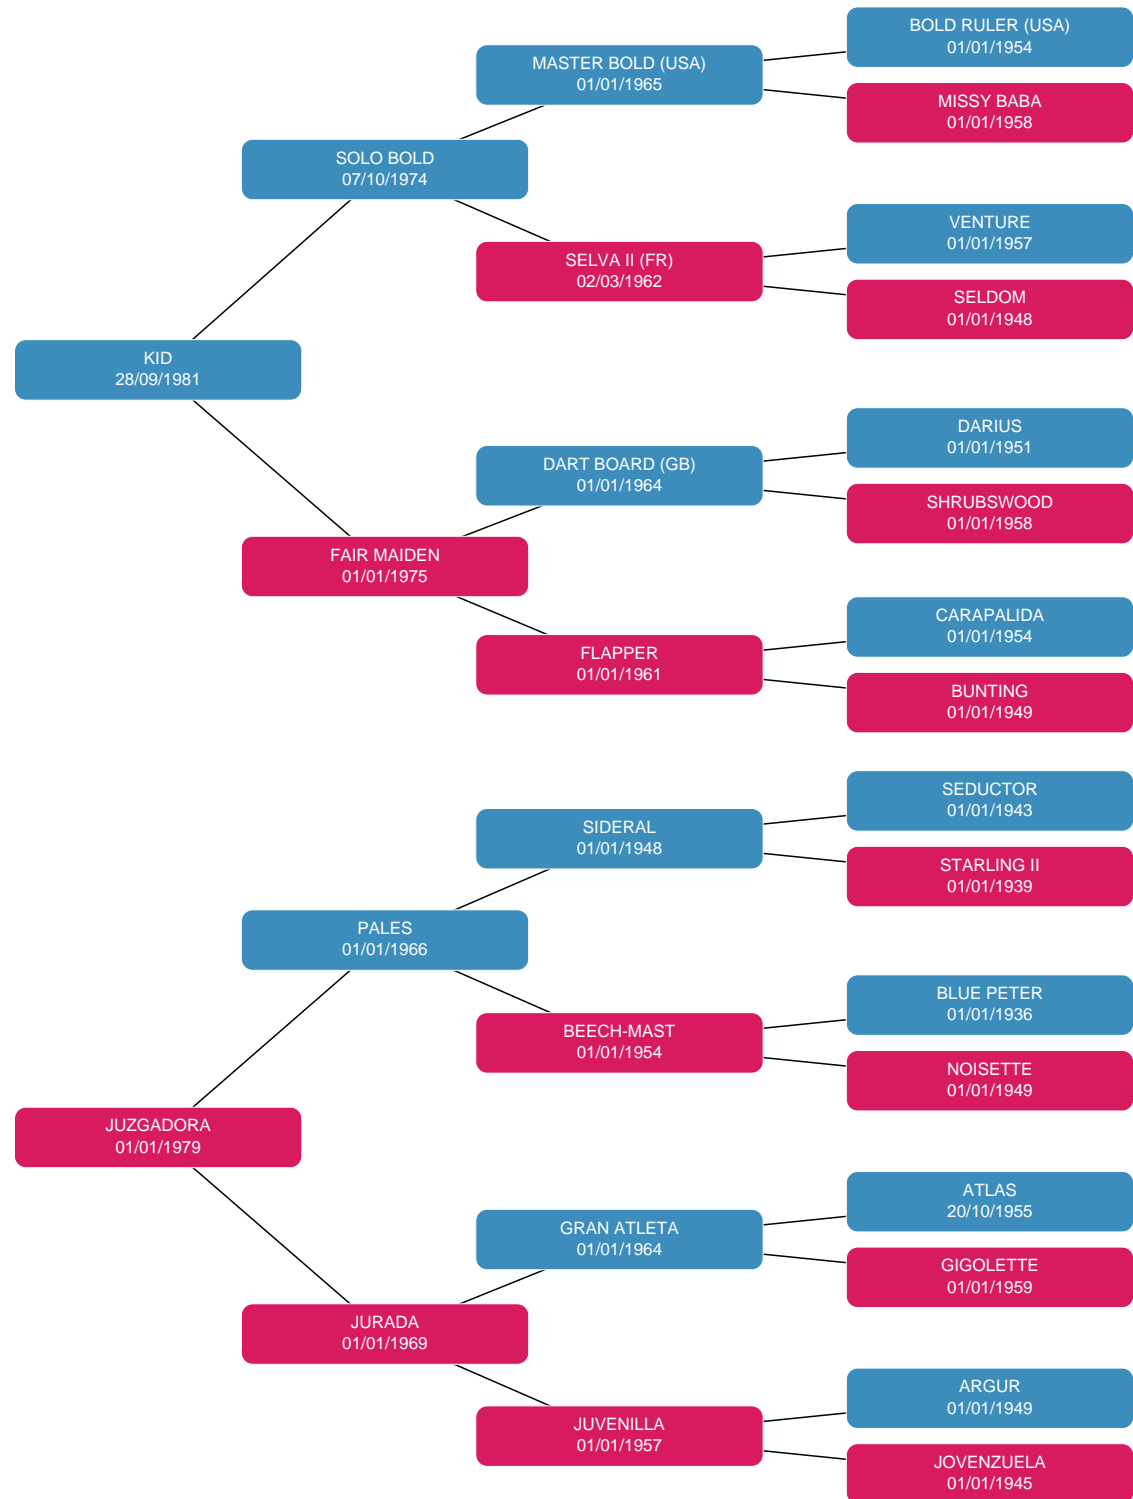 BOLD RULER (USA)
01/01/1954
MASTER BOLD (USA)
01/01/1965
MISSY BABA
01/01/1958
SOLO BOLD
07/10/1974
VENTURE
01/01/1957
SELVA II (FR)
02/03/1962
SELDOM
01/01/1948
KID
28/09/1981
DARIUS
01/01/1951
DART BOARD (GB)
01/01/1964
SHRUBSWOOD
01/01/1958
FAIR MAIDEN
01/01/1975
CARAPALIDA
01/01/1954
FLAPPER
01/01/1961
BUNTING
01/01/1949
SEDUCTOR
01/01/1943
SIDERAL
01/01/1948
STARLING II
01/01/1939
PALES
01/01/1966
BLUE PETER
01/01/1936
BEECH-MAST
01/01/1954
NOISETTE
01/01/1949
JUZGADORA
01/01/1979
ATLAS
20/10/1955
GRAN ATLETA
01/01/1964
GIGOLETTE
01/01/1959
JURADA
01/01/1969
ARGUR
01/01/1949
JUVENILLA
01/01/1957
JOVENZUELA
01/01/1945